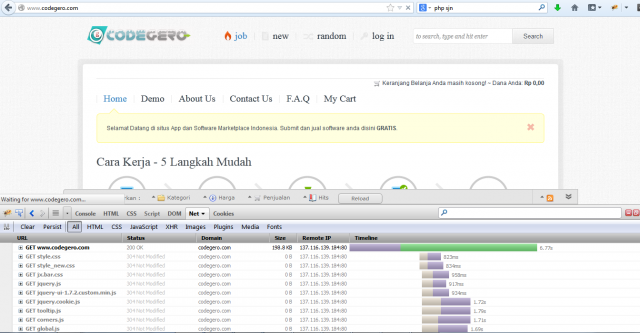 www.codegero.com
php sjn
CODEGERO
job new random log in
to search, type and hit enter Search
Keranjang Belanja Anda masih kosong! ~ Dana Anda: Rp 0,00
Home Demo About Us Contact Us F.A.Q My Cart
Selamat Datang di situs App dan Software Marketplace Indonesia. Submit dan jual software anda disini GRATIS.
Cara Kerja - 5 Langkah Mudah
Waiting for www.codegero.com...
kan : Kategori Harga Penjualan Hits Reload
Console HTML CSS Script DOM Net Cookies
Clear Persist All HTML CSS JavaScript XHR Images Plugins Media Fonts
URL Status Domain Size Remote IP Timeline
GET www.codegero.com 200 OK codegero.com 198.8 KB 137.116.139.184:80 6.77s
GET style.css 304 Not Modified codegero.com 0 B 137.116.139.184:80 823ms
GET style_new.css 304 Not Modified codegero.com 0 B 137.116.139.184:80 834ms
GET jx.bar.css 304 Not Modified codegero.com 0 B 137.116.139.184:80 958ms
GET jquery.js 304 Not Modified codegero.com 0 B 137.116.139.184:80 917ms
GET jquery-ui-1.7.2.custom.min.js 304 Not Modified codegero.com 0 B 137.116.139.184:80 934ms
GET jquery.cookie.js 304 Not Modified codegero.com 0 B 137.116.139.184:80 1.72s
GET tooltip.js 304 Not Modified codegero.com 0 B 137.116.139.184:80 1.79s
GET corners.js 304 Not Modified codegero.com 0 B 137.116.139.184:80 1.71s
GET global.js 304 Not Modified codegero.com 0 B 137.116.139.184:80 1.69s